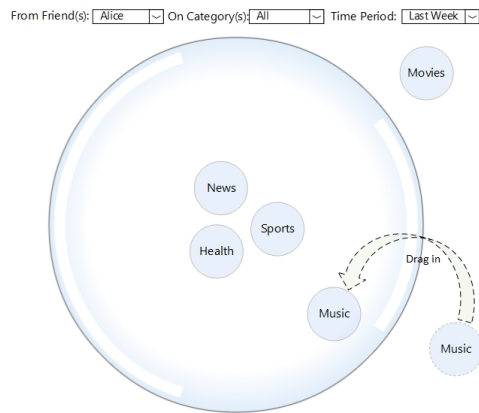 From Friend(s): Alice On Category(s): All Time Period: Last Week
Movies
News
Sports
Health
Drag in
Music
Music